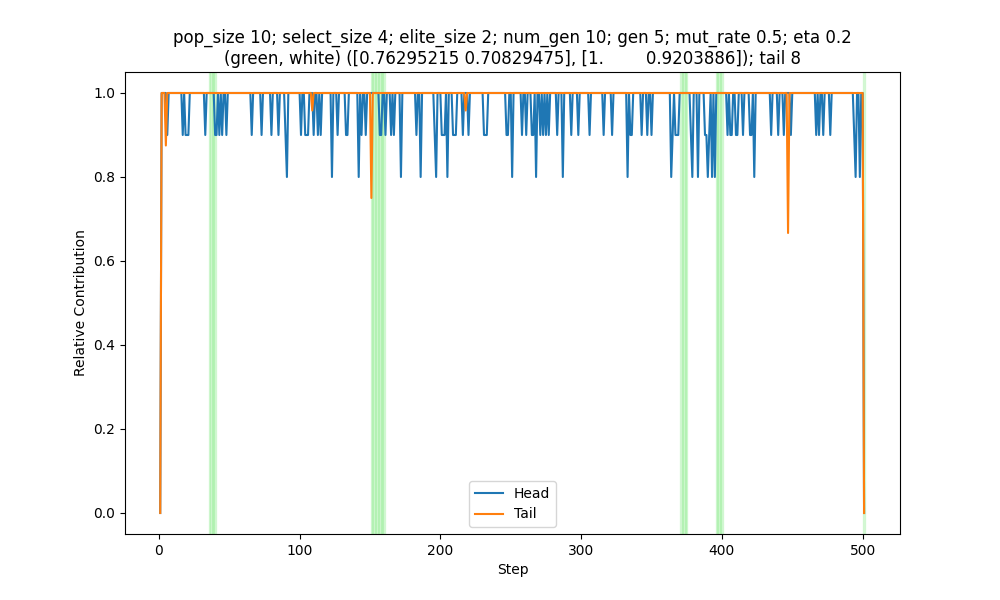 pop_size 10; select_size 4; elite_size 2; num_gen 10; gen 5; mut_rate 0.5; eta 0.2
(green, white) ([0.76295215 0.70829475], [1.        0.9203886]); tail 8
1.0
0.8
0.6
0.4
0.2
0.0
Relative Contribution
Head
Tail
0
100
200
300
400
500
Step